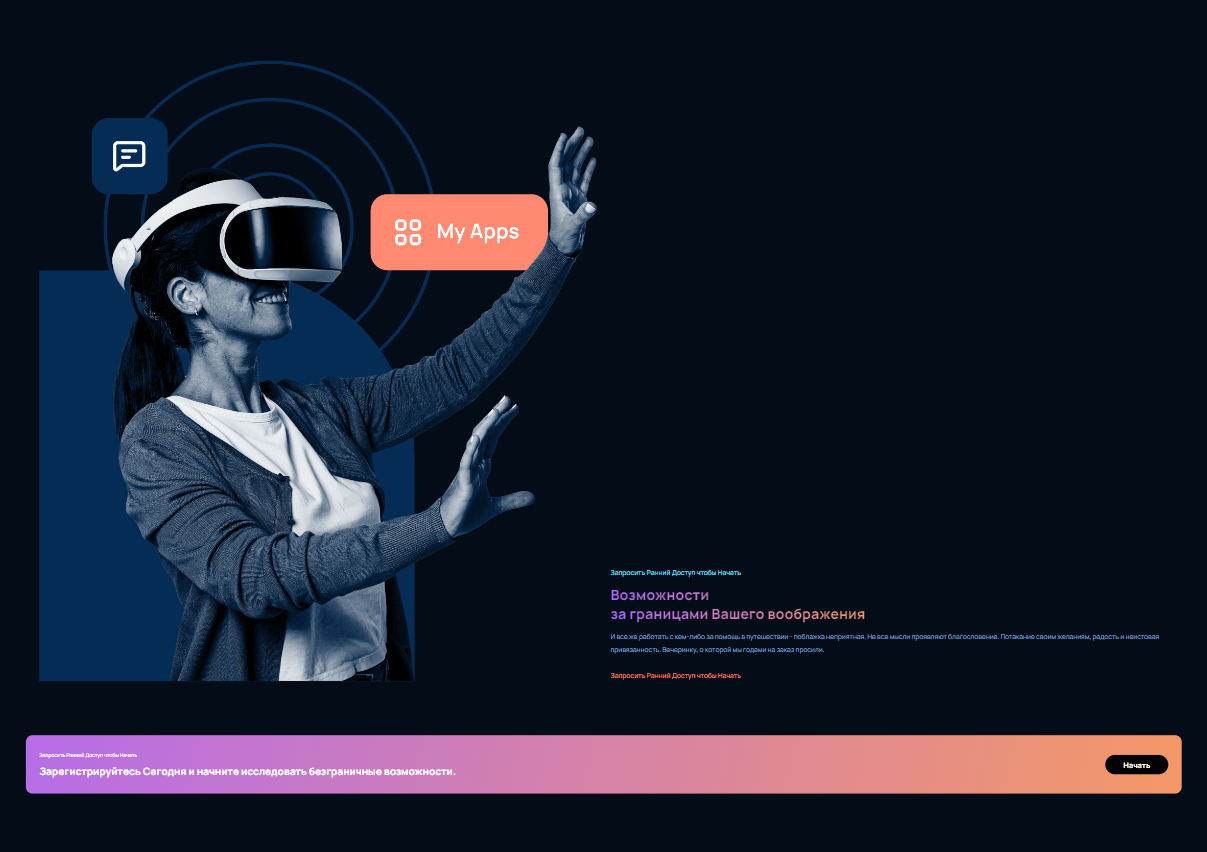 My Apps
Запросить Ранний Доступ чтобы Начать
Возможности
за границами Вашего воображения
И все же работать с кем-либо за помощь в путешествии - поблажка неприятная. Не все мысли проявляют благословение. Потакание своим желаниям, радость и неистовая
привязанность. Вечеринку, о которой мы годами на заказ просили.
Запросить Ранний Доступ чтобы Начать
Запросить Ранний Доступ чтобы Начать
Зарегистрируйтесь Сегодня и начните исследовать безграничные возможности.
Начать